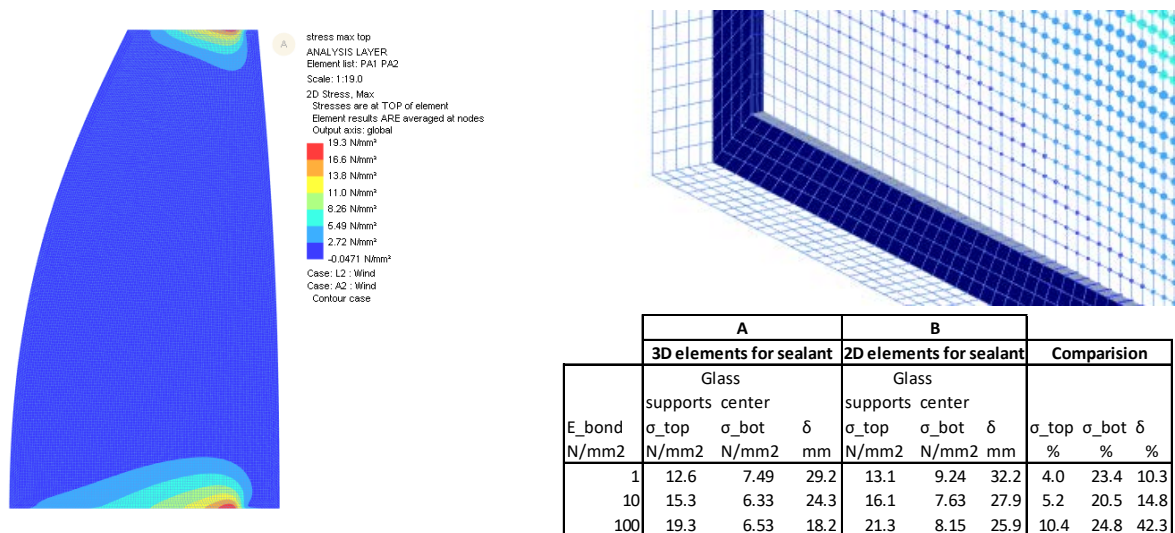 A
stress max top
ANALYSIS LAYER
Element list: PA1 PA2
Scale: 1:19.0
2D Stress, Max
Stresses are at TOP of element
Element results ARE averaged at nodes
Output axis: global
19.3 N/mm²
16.6 N/mm²
13.8 N/mm²
11.0 N/mm²
8.26 N/mm²
5.49 N/mm²
2.72 N/mm²
-0.0471 N/mm²
Case: L2 : Wind
Case: A2 : Wind
Contour case
A B
3D elements for sealant 2D elements for sealant Comparision
Glass Glass
supports center supports center
E_bond σ_top σ_bot δ σ_top σ_bot δ σ_top σ_bot δ
N/mm2 N/mm2 N/mm2 mm N/mm2 N/mm2 mm % % %
1 12.6 7.49 29.2 13.1 9.24 32.2 4.0 23.4 10.3
10 15.3 6.33 24.3 16.1 7.63 27.9 5.2 20.5 14.8
100 19.3 6.53 18.2 21.3 8.15 25.9 10.4 24.8 42.3